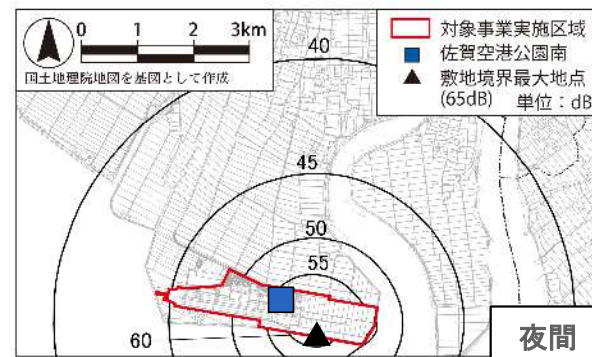 0 1 2 3km
国土地理院地図を基図として作成
対象事業実施区域
佐賀空港公園南
敷地境界最大地点
(65dB) 単位：dB
40
45
50
55
60
夜間